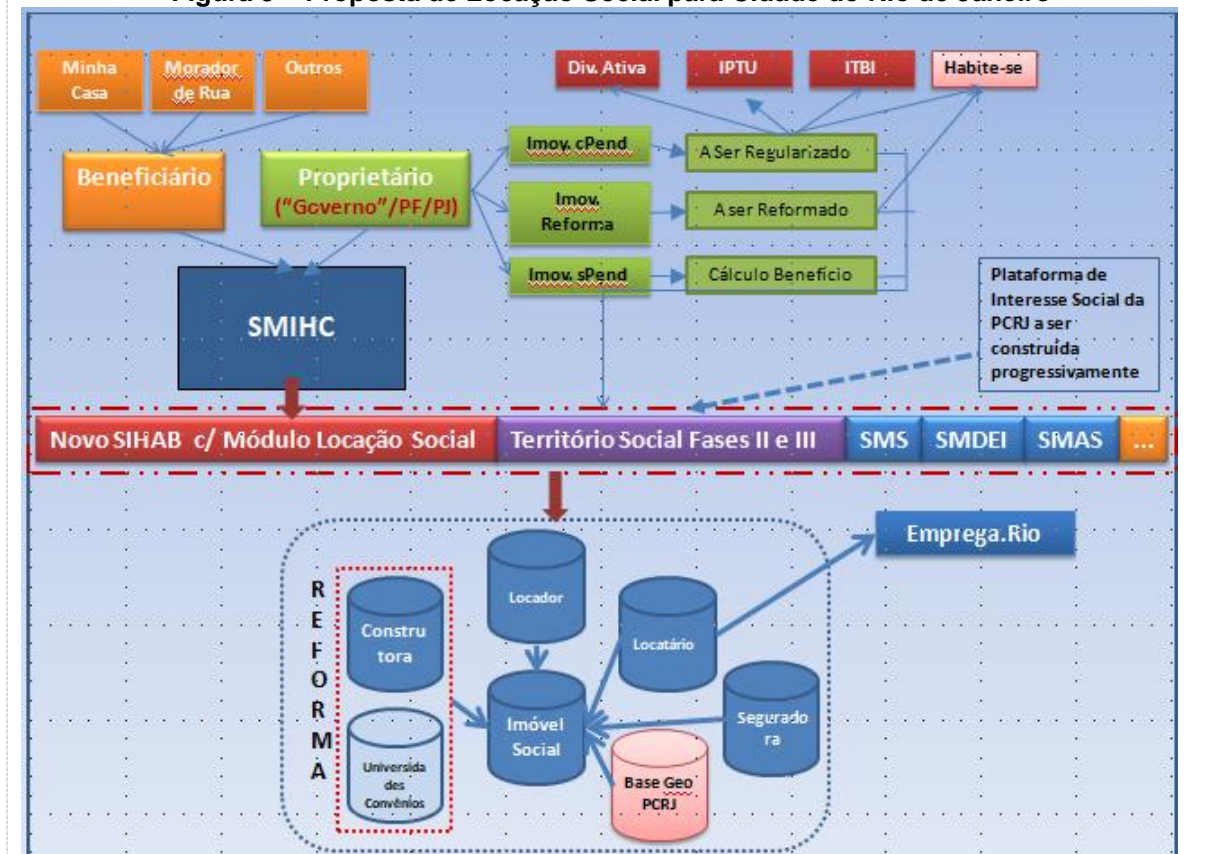 Minha
Casa
Morador
de Rua
Outros
Div. Ativa
IPTU
ITBI
Habite-se
Beneficiário
Proprietário
("Governo"/PF/PJ)
Imov. cPend
A Ser Regularizado
Imov.
Reforma
A ser Reformado
Imov. sPend
Cálculo Benefício
SMIHC
Plataforma de
Interesse Social da
PCRJ a ser
construída
progressivamente
Novo SIHAB c/ Módulo Locação Social
Território Social Fases II e III
SMS
SMDEI
SMAS
...
Emprega.Rio
REFORMA
Constru
tora
Universida
des
Convênios
Locador
Locatário
Imóvel
Social
Segurado
ra
Base Geo
PCRJ